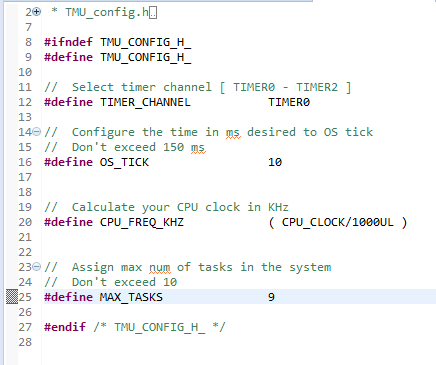 2 * TMU_config.h
7
8 #ifndef TMU_CONFIG_H_
9 #define TMU_CONFIG_H_
10
11 //  Select timer channel [ TIMER0 - TIMER2 ]
12 #define TIMER_CHANNEL           TIMER0
13
14 //  Configure the time in ms desired to OS tick
15 //  Don't exceed 150 ms
16 #define OS_TICK                 10
17
18
19 //  Calculate your CPU clock in KHz
20 #define CPU_FREQ_KHZ            ( CPU_CLOCK/1000UL )
21
22
23 //  Assign max num of tasks in the system
24 //  Don't exceed 10
25 #define MAX_TASKS               9
26
27 #endif /* TMU_CONFIG_H_ */
28